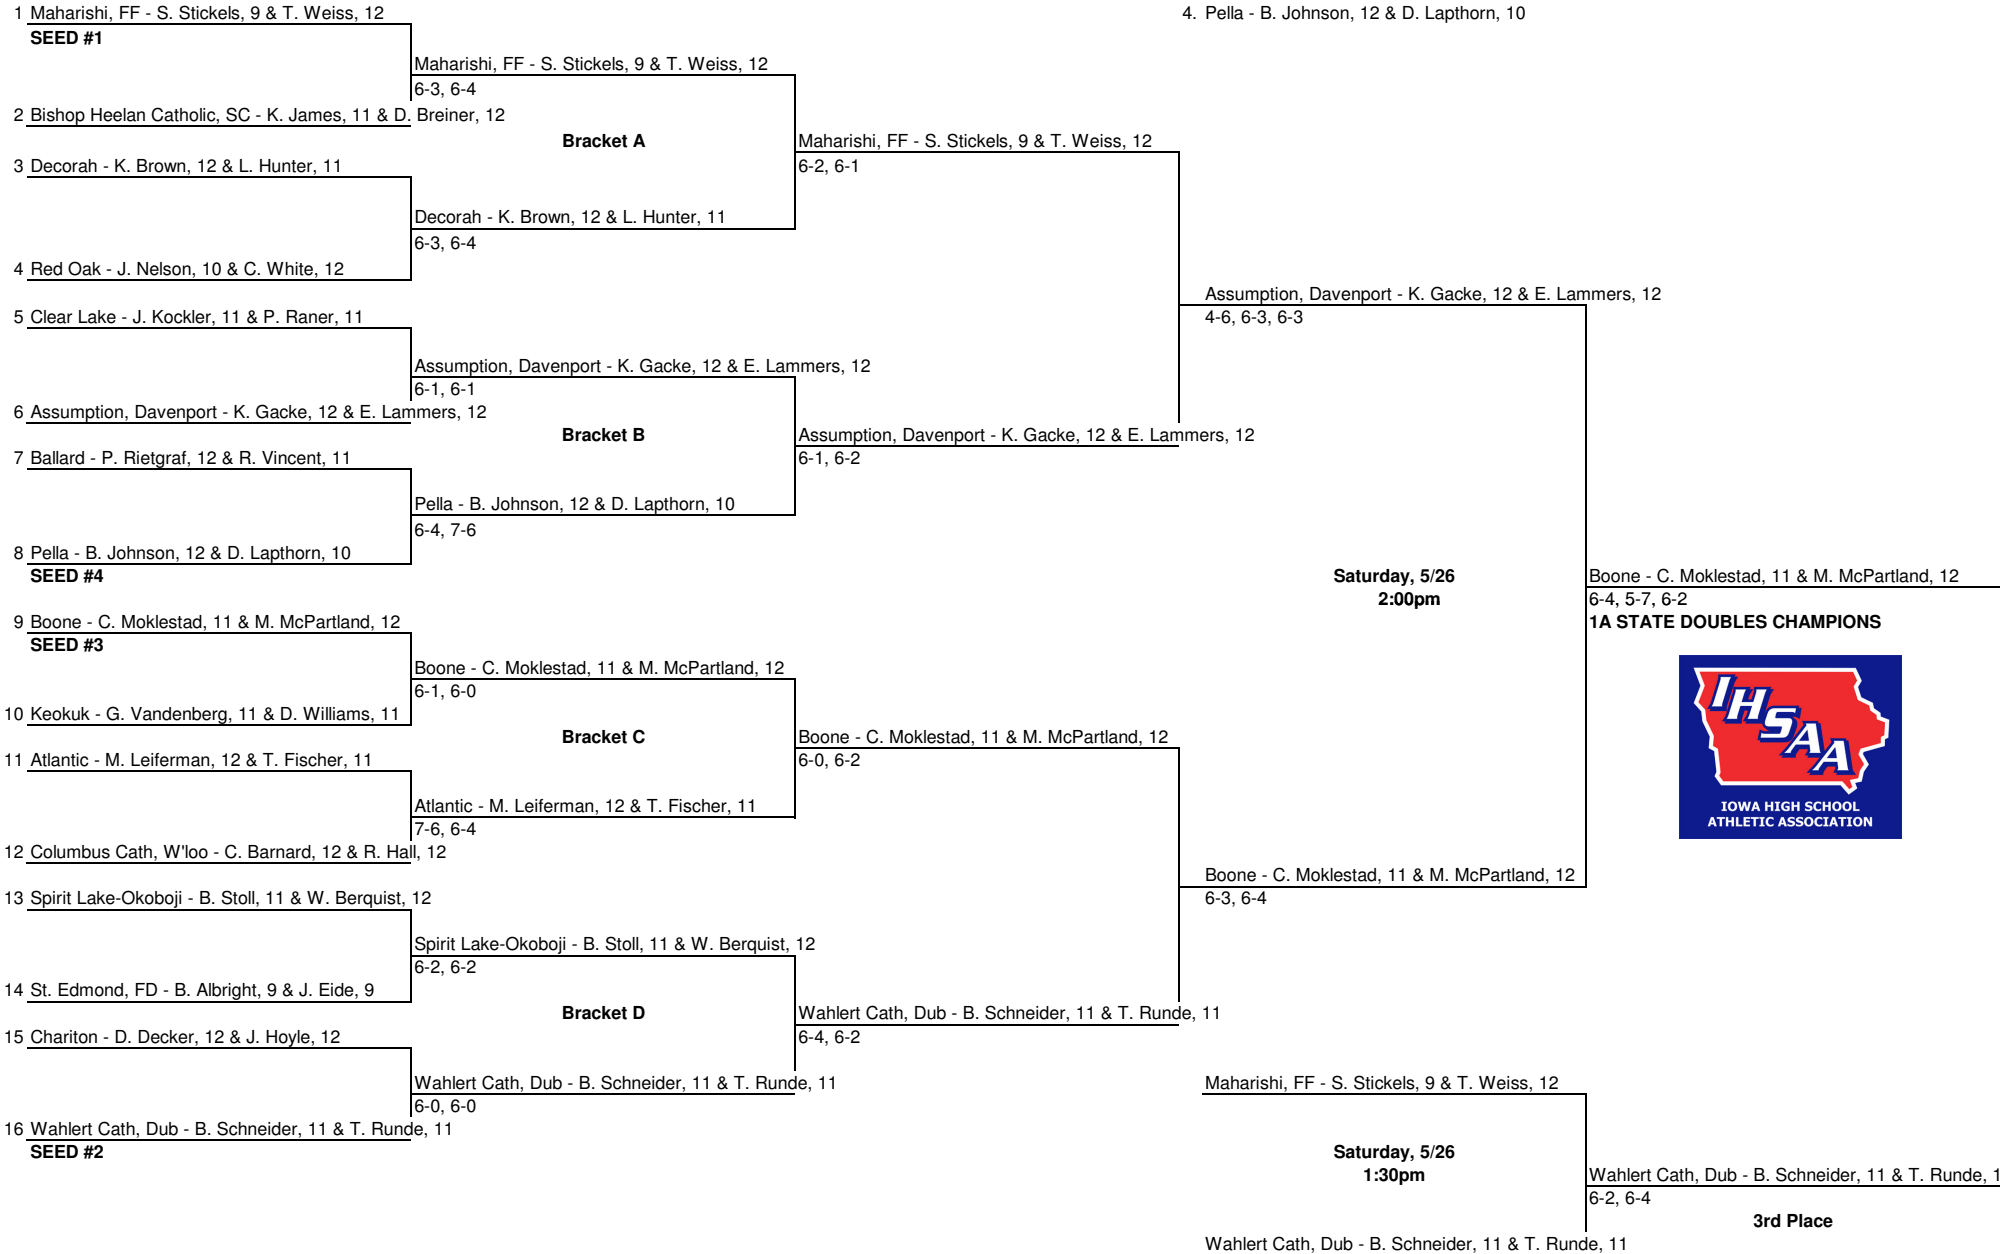 1 Maharishi, FF - S. Stickels, 9 & T. Weiss, 12
SEED #1
4. Pella - B. Johnson, 12 & D. Lapthorn, 10
Maharishi, FF - S. Stickels, 9 & T. Weiss, 12
6-3, 6-4
2 Bishop Heelan Catholic, SC - K. James, 11 & D. Breiner, 12
Bracket A
Maharishi, FF - S. Stickels, 9 & T. Weiss, 12
6-2, 6-1
3 Decorah - K. Brown, 12 & L. Hunter, 11
Decorah - K. Brown, 12 & L. Hunter, 11
6-3, 6-4
4 Red Oak - J. Nelson, 10 & C. White, 12
Assumption, Davenport - K. Gacke, 12 & E. Lammers, 12
4-6, 6-3, 6-3
5 Clear Lake - J. Kockler, 11 & P. Raner, 11
Assumption, Davenport - K. Gacke, 12 & E. Lammers, 12
6-1, 6-1
6 Assumption, Davenport - K. Gacke, 12 & E. Lammers, 12
Bracket B
Assumption, Davenport - K. Gacke, 12 & E. Lammers, 12
6-1, 6-2
7 Ballard - P. Rietgraf, 12 & R. Vincent, 11
Pella - B. Johnson, 12 & D. Lapthorn, 10
6-4, 7-6
8 Pella - B. Johnson, 12 & D. Lapthorn, 10
SEED #4
Saturday, 5/26
2:00pm
Boone - C. Moklestad, 11 & M. McPartland, 12
6-4, 5-7, 6-2
1A STATE DOUBLES CHAMPIONS
9 Boone - C. Moklestad, 11 & M. McPartland, 12
SEED #3
Boone - C. Moklestad, 11 & M. McPartland, 12
6-1, 6-0
10 Keokuk - G. Vandenberg, 11 & D. Williams, 11
Bracket C
Boone - C. Moklestad, 11 & M. McPartland, 12
6-0, 6-2
IHSAA
IOWA HIGH SCHOOL
ATHLETIC ASSOCIATION
11 Atlantic - M. Leiferman, 12 & T. Fischer, 11
Atlantic - M. Leiferman, 12 & T. Fischer, 11
7-6, 6-4
12 Columbus Cath, W'loo - C. Barnard, 12 & R. Hall, 12
Boone - C. Moklestad, 11 & M. McPartland, 12
6-3, 6-4
13 Spirit Lake-Okoboji - B. Stoll, 11 & W. Berquist, 12
Spirit Lake-Okoboji - B. Stoll, 11 & W. Berquist, 12
6-2, 6-2
14 St. Edmond, FD - B. Albright, 9 & J. Eide, 9
Bracket D
Wahlert Cath, Dub - B. Schneider, 11 & T. Runde, 11
6-4, 6-2
15 Chariton - D. Decker, 12 & J. Hoyle, 12
Wahlert Cath, Dub - B. Schneider, 11 & T. Runde, 11
6-0, 6-0
Maharishi, FF - S. Stickels, 9 & T. Weiss, 12
16 Wahlert Cath, Dub - B. Schneider, 11 & T. Runde, 11
SEED #2
Saturday, 5/26
1:30pm
Wahlert Cath, Dub - B. Schneider, 11 & T. Runde, 1
6-2, 6-4
3rd Place
Wahlert Cath, Dub - B. Schneider, 11 & T. Runde, 11